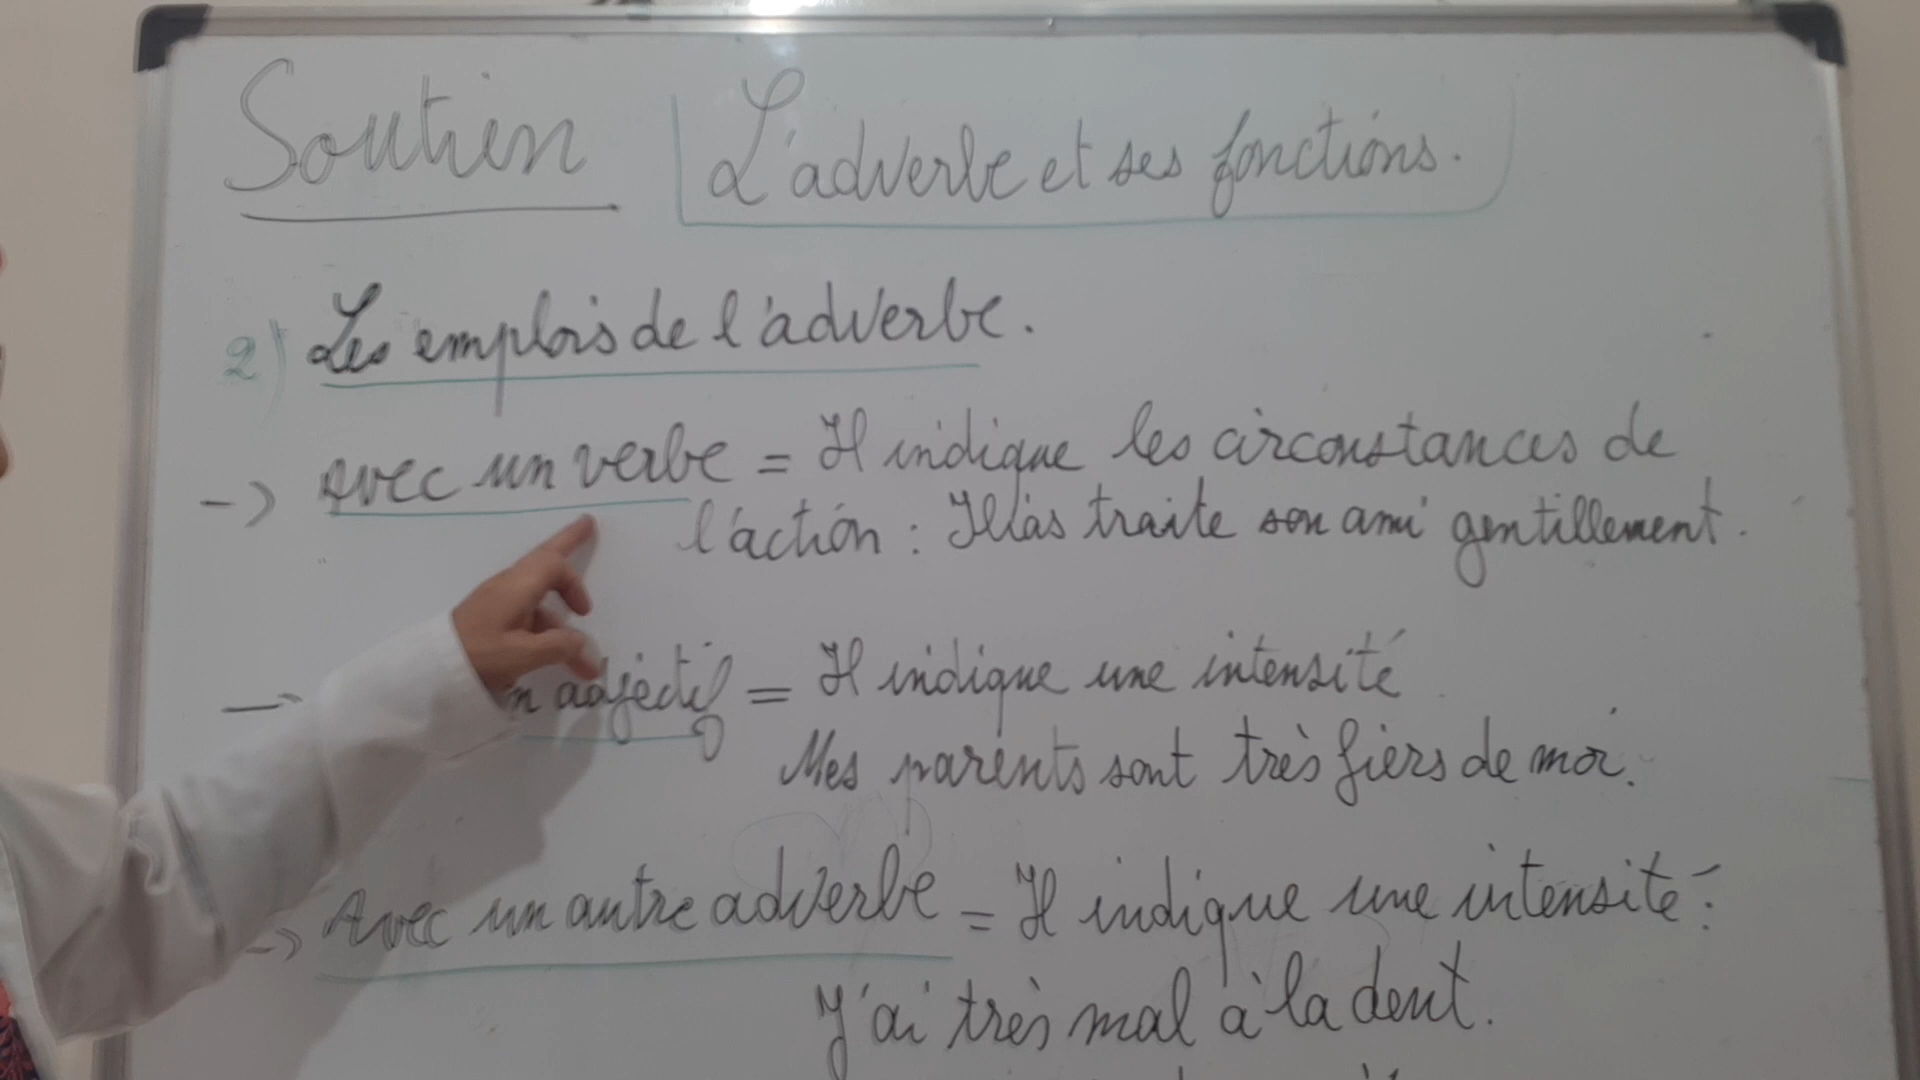 Soutien L'adverbe et ses fonctions.
2) Les emplois de l'adverbe.
-> avec un verbe = Il indique les circonstances de
l'action : Ilias traite son ami gentillement.
-> n adjectif = Il indique une intensité
Mes parents sont très fiers de moi.
-> Avec un autre adverbe = Il indique une intensité :
J'ai très mal à la dent.